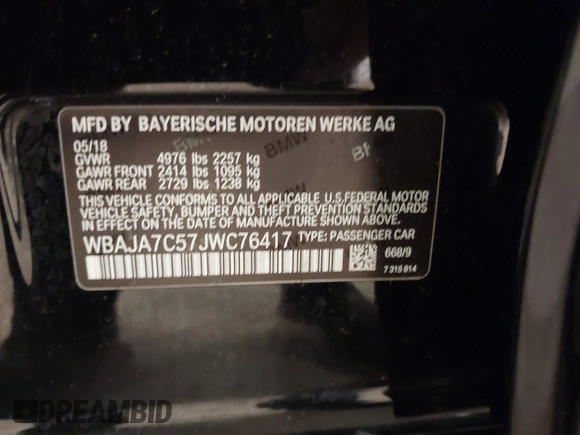 MFD BY BAYERISCHE MOTOREN WERKE AG
05/18
GVWR 4976 lbs 2257 kg
GAWR FRONT 2414 lbs 1095 kg
GAWR REAR 2729 lbs 1238 kg
THIS VEHICLE CONFORMS TO ALL APPLICABLE U.S.FEDERAL MOTOR
VEHICLE SAFETY, BUMPER AND THEFT PREVENTION STANDARDS
IN EFFECT ON THE DATE OF MANUFACTURE SHOWN ABOVE.
WBAJA7C57JWC76417 TYPE: PASSENGER CAR
668/9
7 315 814
BMW
DREAMBID